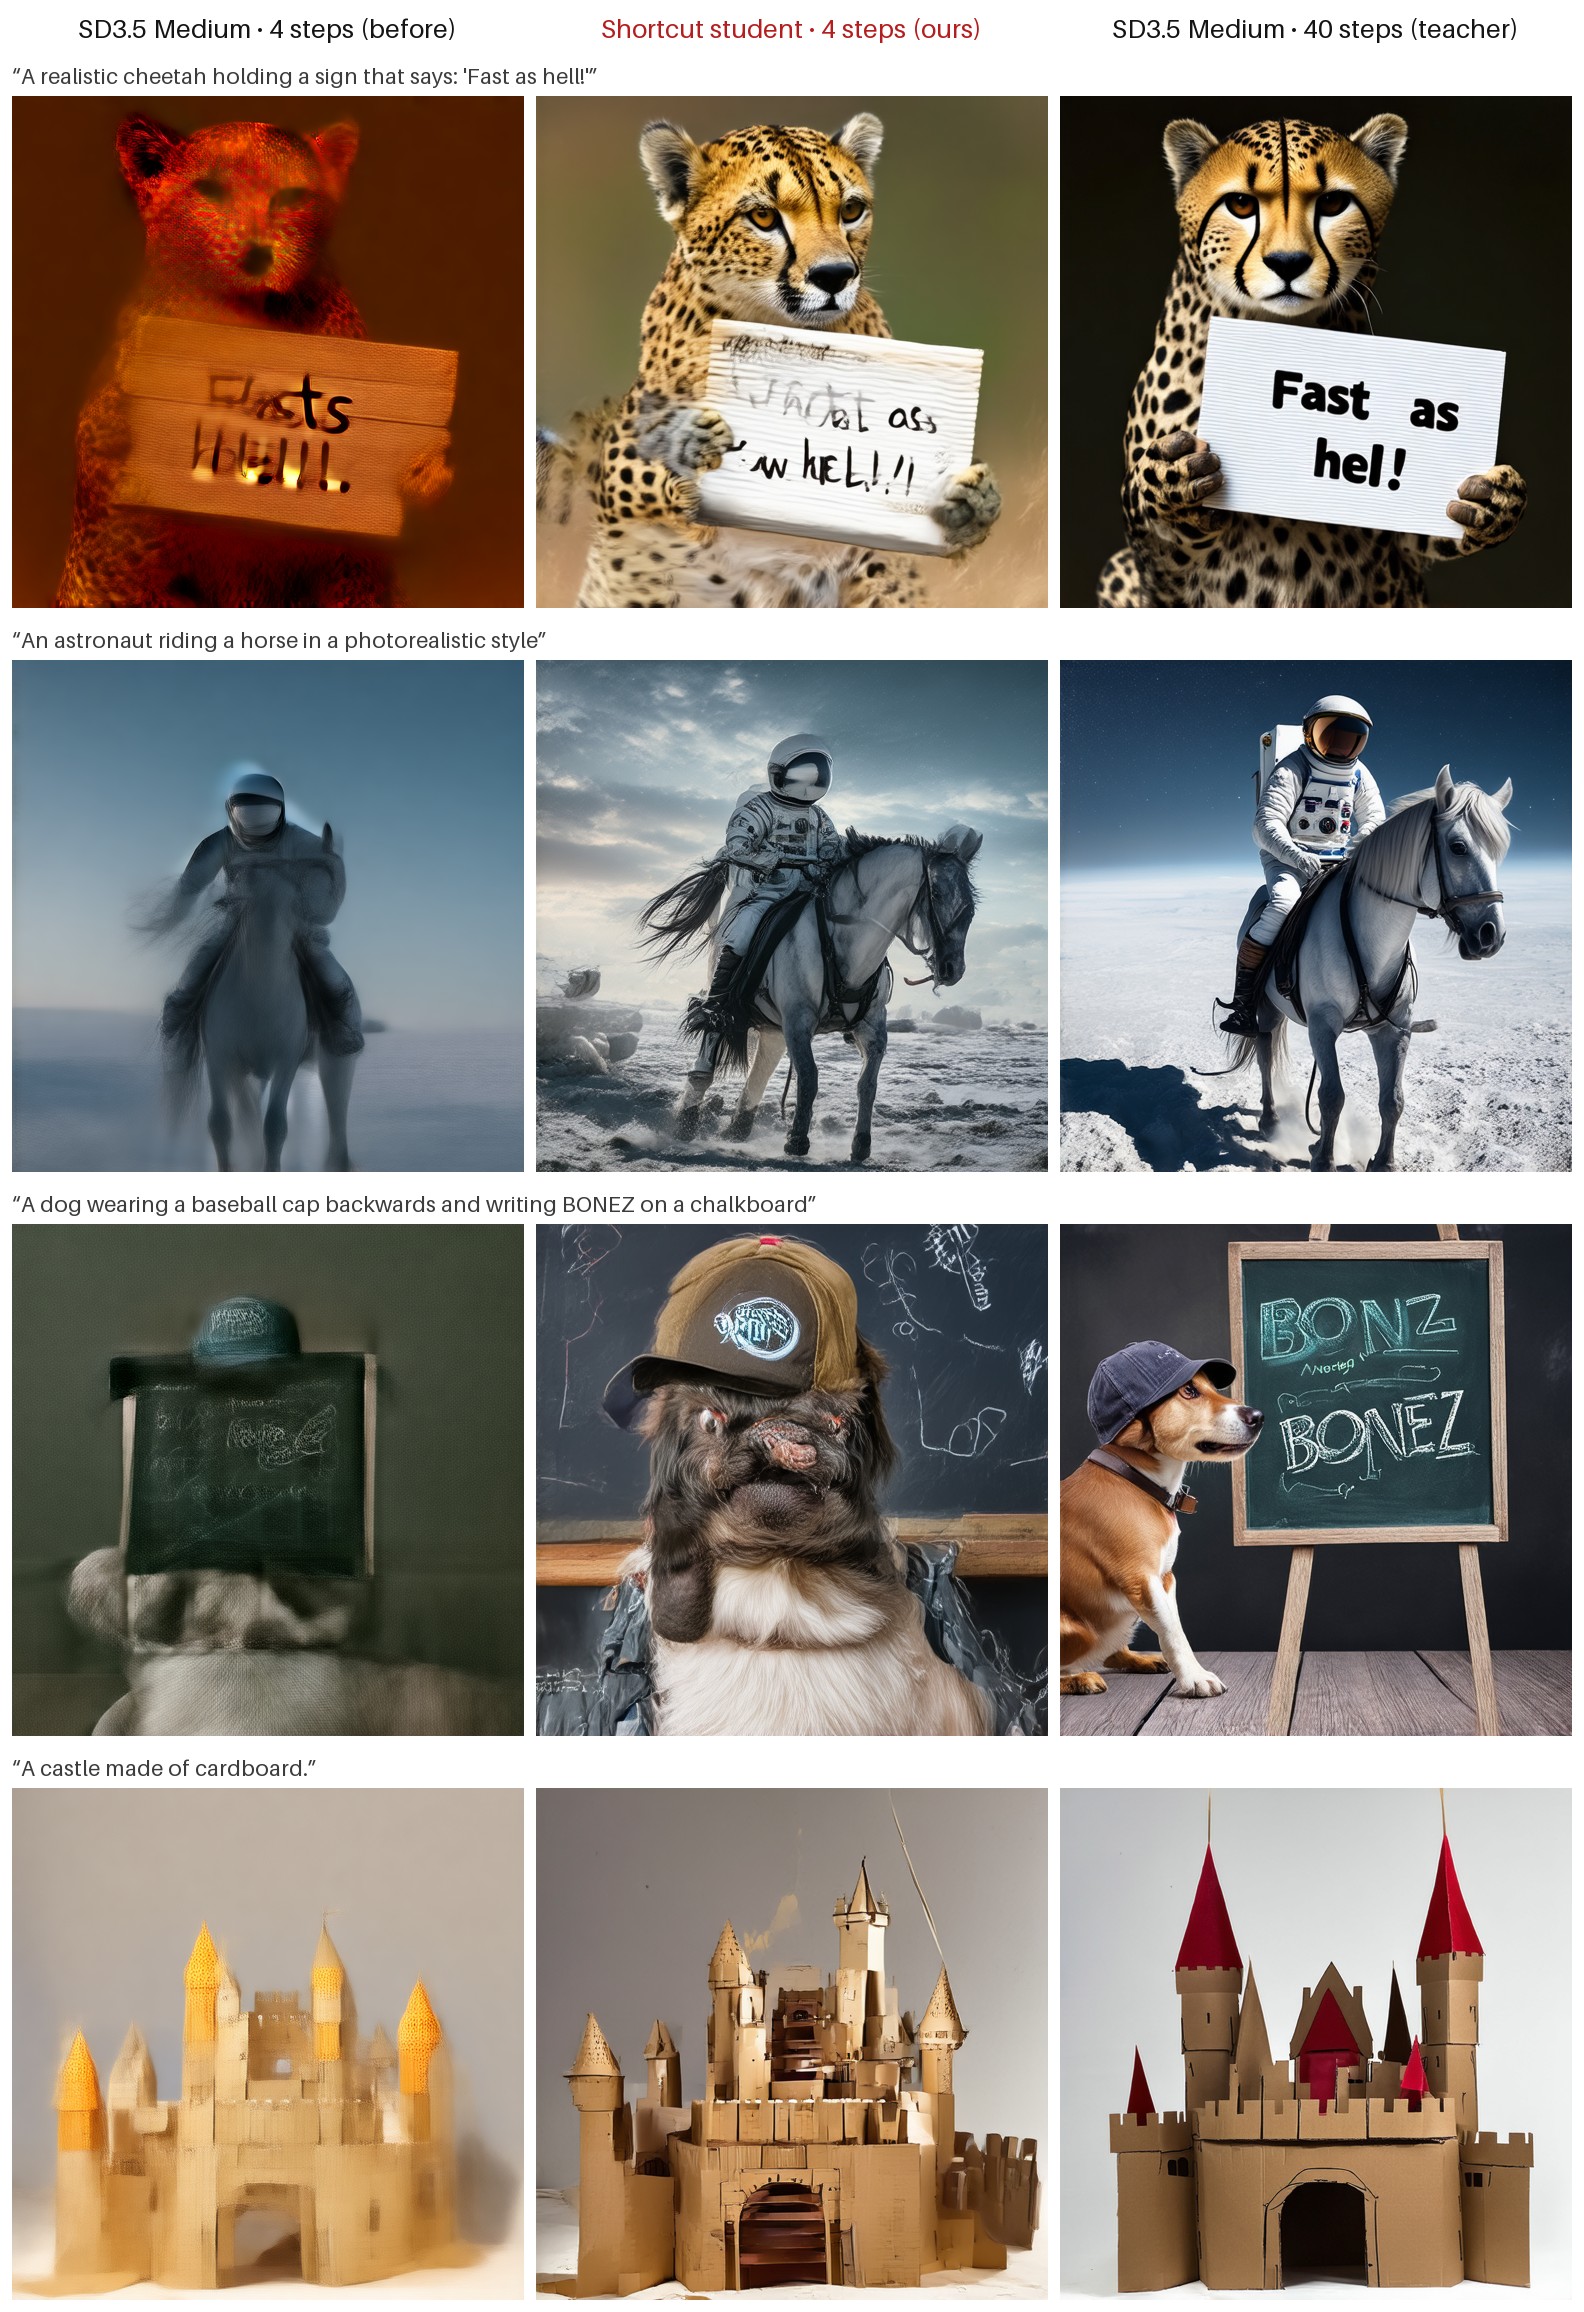 SD3.5 Medium · 4 steps (before)
Shortcut student · 4 steps (ours)
SD3.5 Medium · 40 steps (teacher)
“A realistic cheetah holding a sign that says: 'Fast as hell!'”
ass
hELL!!!
Fast as
hel!
“An astronaut riding a horse in a photorealistic style”
“A dog wearing a baseball cap backwards and writing BONEZ on a chalkboard”
BONZ
BONEZ
“A castle made of cardboard.”